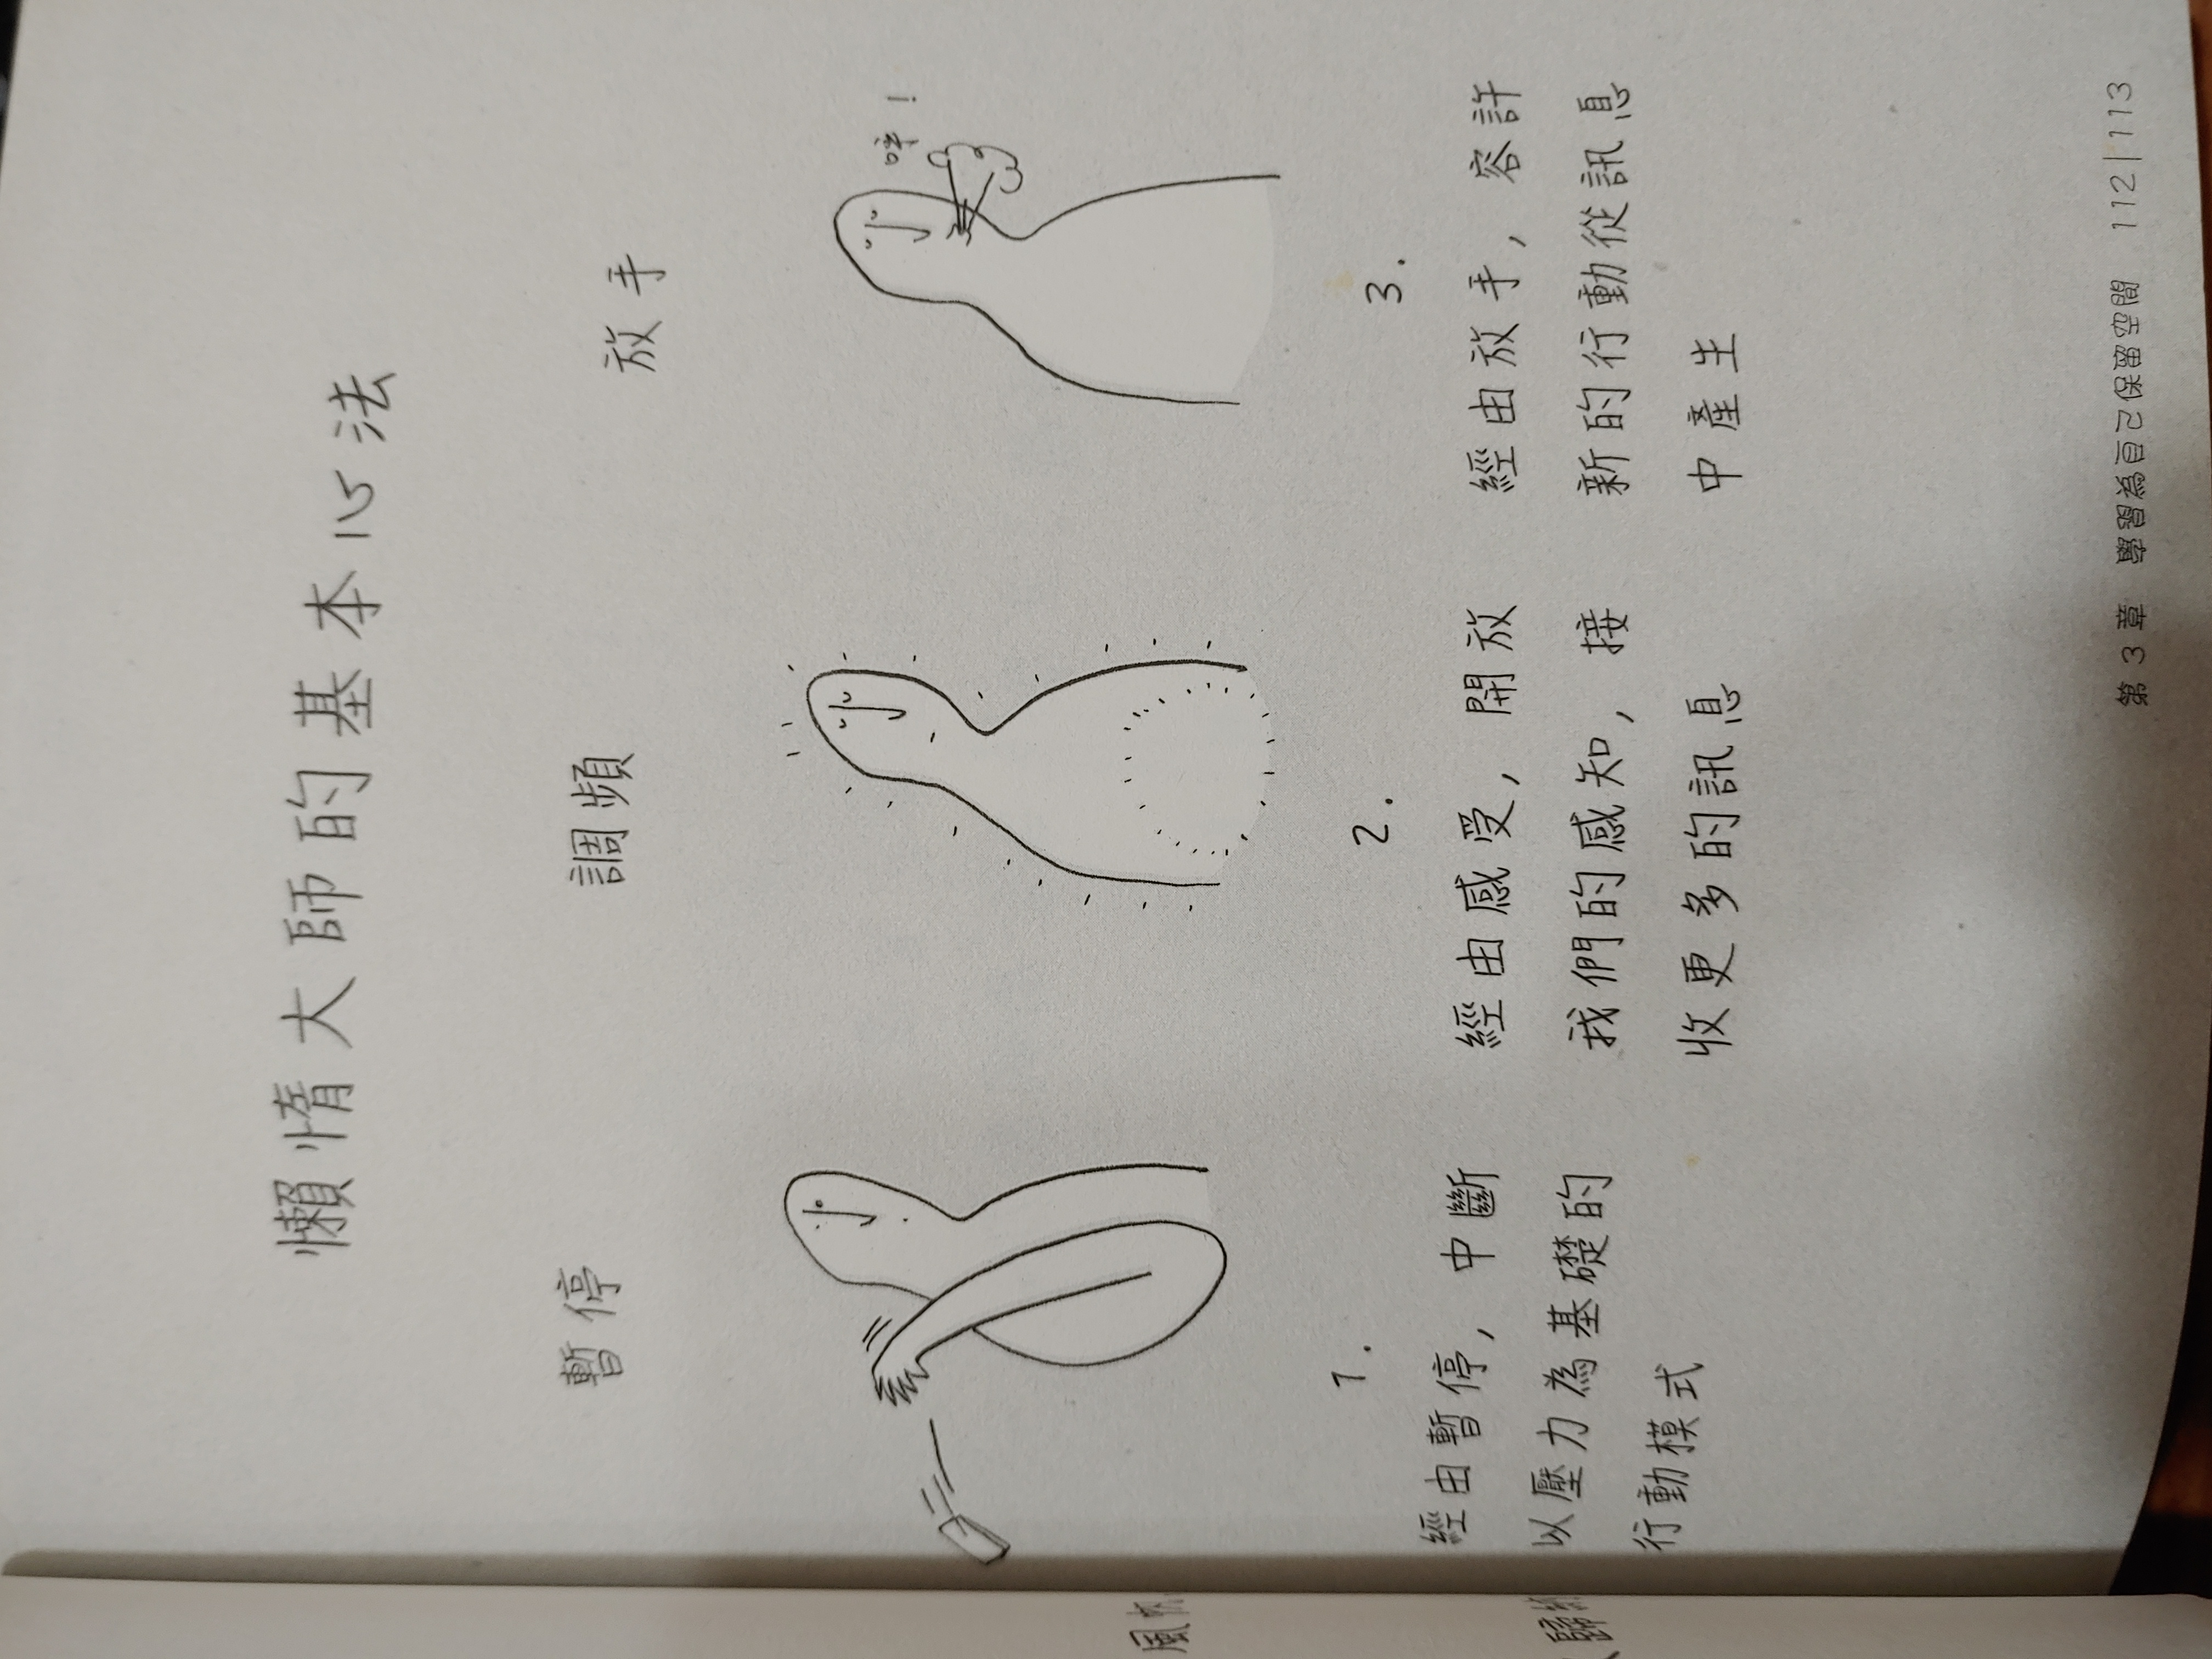 懶惰大師的基本心法
暫停
調頻
放手
呼！
1.
經由暫停，中斷
以壓力為基礎的
行動模式
2.
經由感受，開放
我們的感知，接
收更多的訊息
3.
經由放手，容許
新的行動從訊息
中產生
風
歸
第3章 學習為自己保留空間 112|113